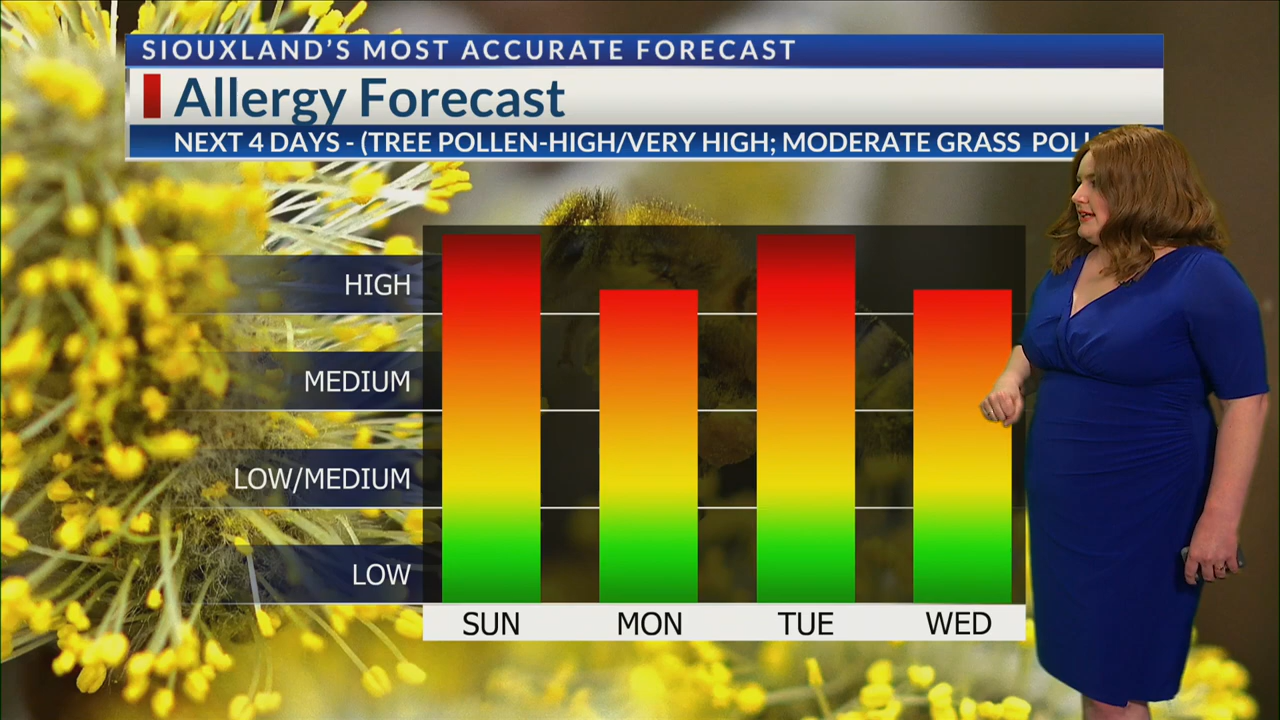 SIOUXLAND'S MOST ACCURATE FORECAST
Allergy Forecast
NEXT 4 DAYS - (TREE POLLEN-HIGH/VERY HIGH; MODERATE GRASS
HIGH
MEDIUM
LOW/MEDIUM
LOW
SUN MON TUE WED